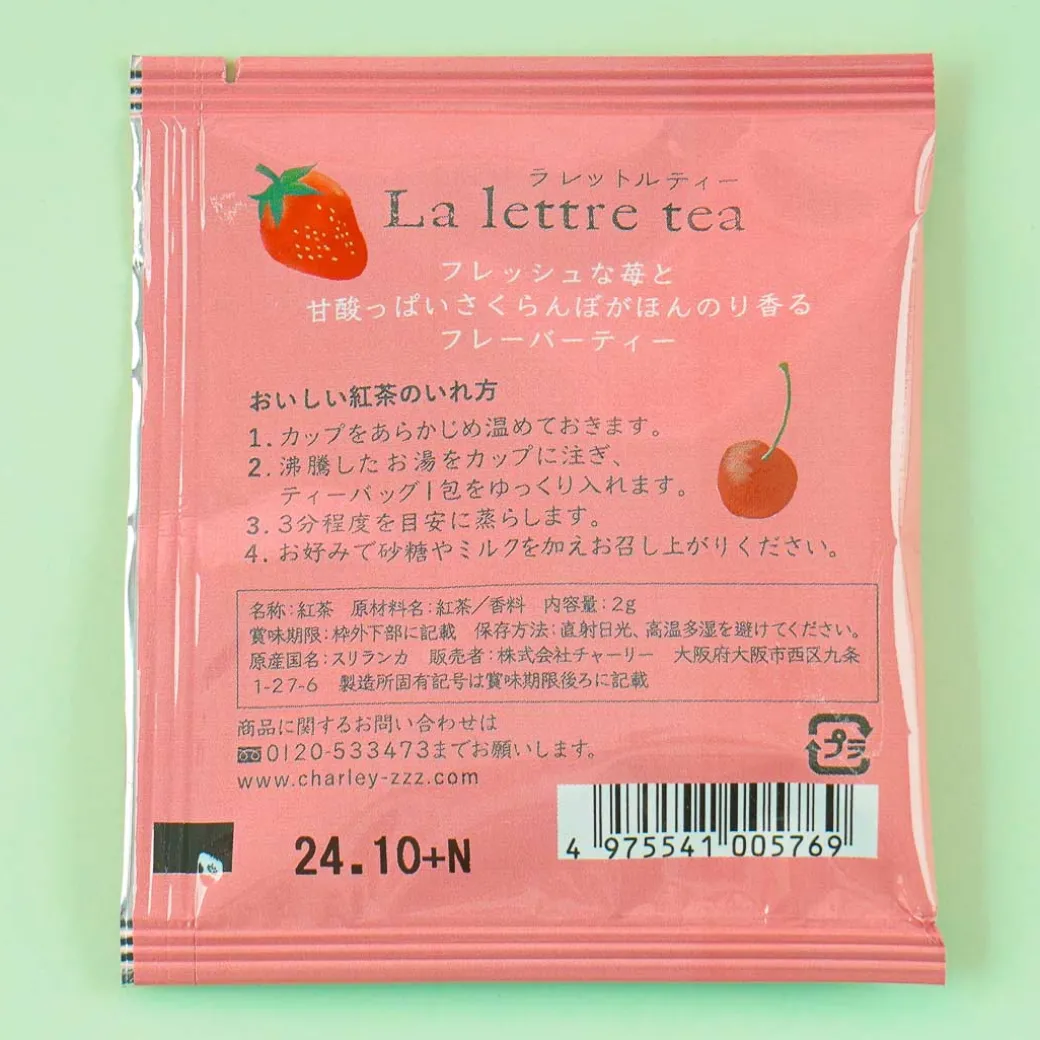 ラレットルティー
La lettre tea
フレッシュな苺と
甘酸っぱいさくらんぼがほんのり香る
フレーバーティー
おいしい紅茶のいれ方
1. カップをあらかじめ温めておきます。
2. 沸騰したお湯をカップに注ぎ、
ティーバッグ1包をゆっくり入れます。
3. 3分程度を目安に蒸らします。
4. お好みで砂糖やミルクを加えお召し上がりください。
名称：紅茶　原材料名：紅茶／香料　内容量：2g
賞味期限：枠外下部に記載　保存方法：直射日光、高温多湿を避けてください。
原産国名：スリランカ　販売者：株式会社チャーリー　大阪府大阪市西区九条
1-27-6　製造所固有記号は賞味期限後ろに記載
商品に関するお問い合わせは
0120-533473までお願いします。
www.charley-zzz.com
プラ
24.10+N
4 975541 005769